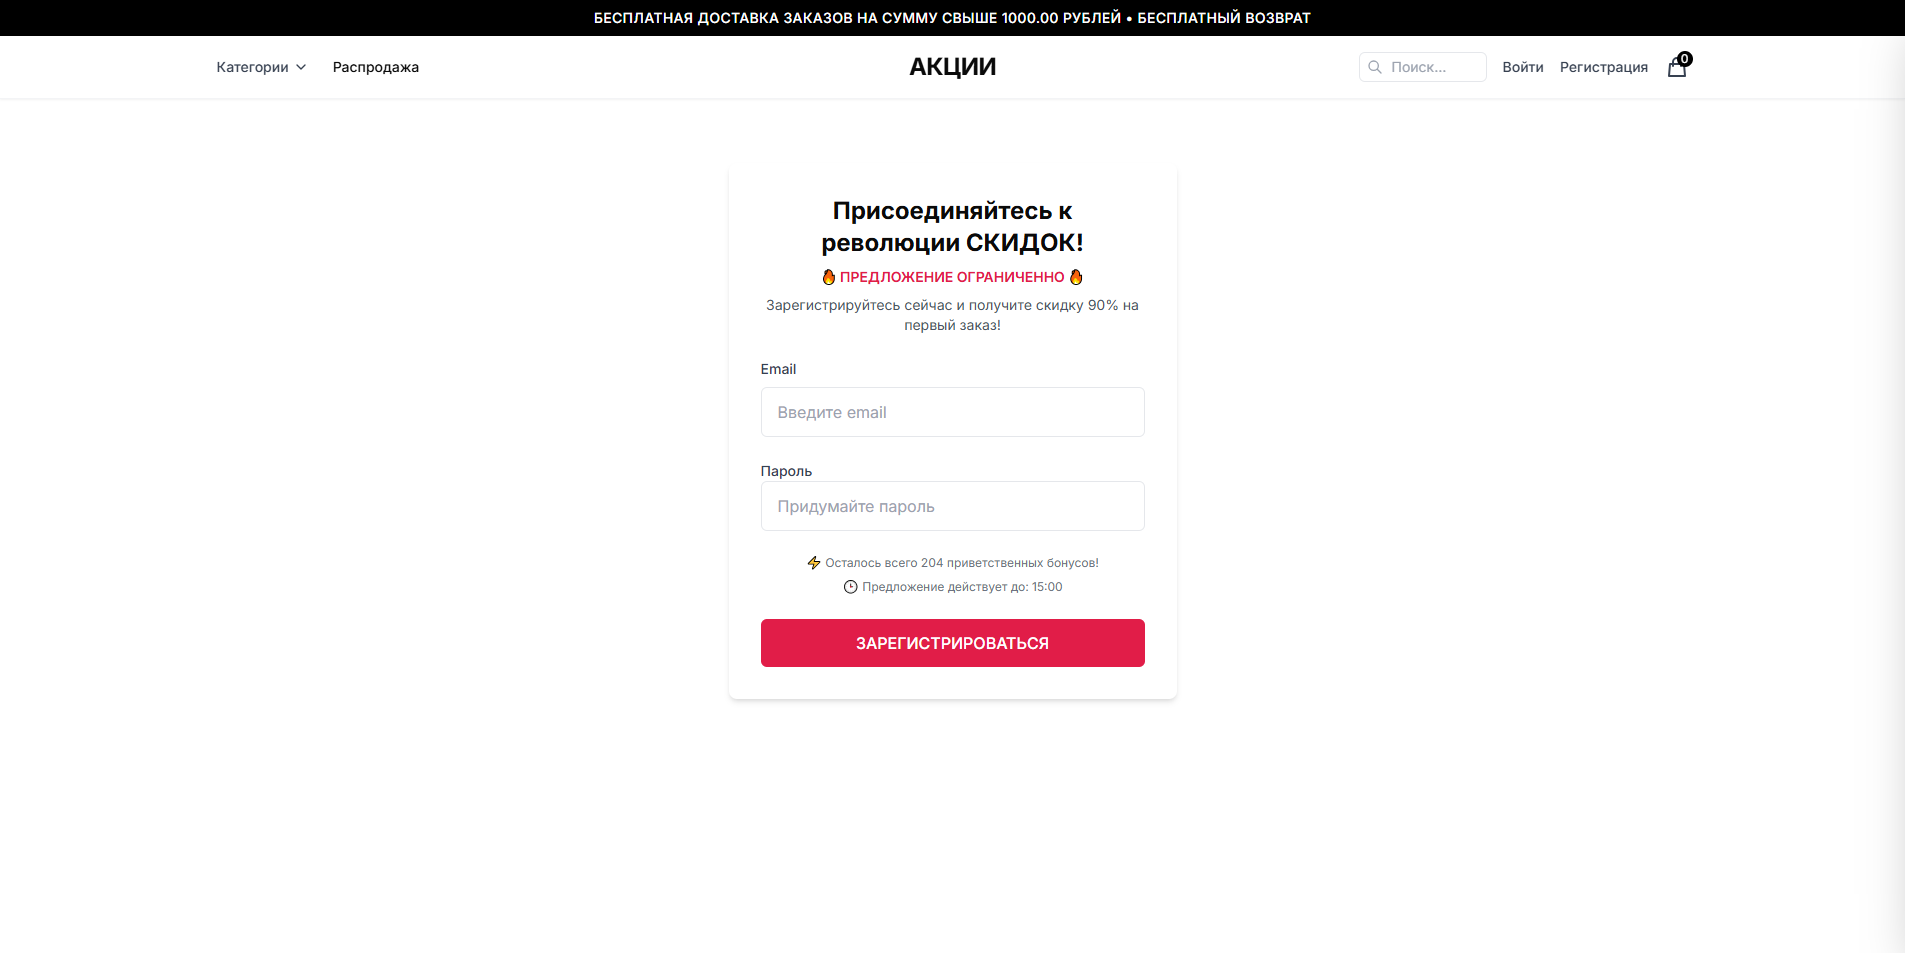 БЕСПЛАТНАЯ ДОСТАВКА ЗАКАЗОВ НА СУММУ СВЫШЕ 1000.00 РУБЛЕЙ • БЕСПЛАТНЫЙ ВОЗВРАТ
Категории
Распродажа
АКЦИИ
Поиск...
Войти
Регистрация
0
Присоединяйтесь к
революции СКИДОК!
🔥 ПРЕДЛОЖЕНИЕ ОГРАНИЧЕННО 🔥
Зарегистрируйтесь сейчас и получите скидку 90% на
первый заказ!
Email
Введите email
Пароль
Придумайте пароль
⚡ Осталось всего 204 приветственных бонусов!
🕒 Предложение действует до: 15:00
ЗАРЕГИСТРИРОВАТЬСЯ